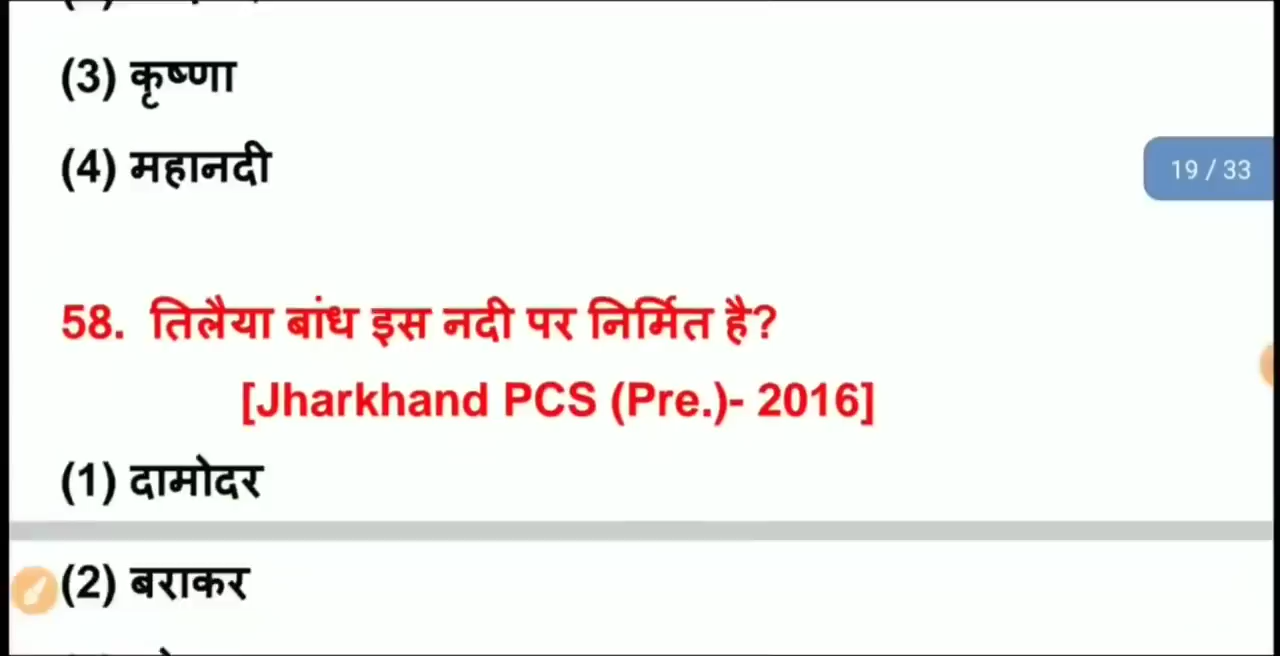 (3) कृष्णा
(4) महानदी
19 / 33
58. तिलैया बांध इस नदी पर निर्मित है?
[Jharkhand PCS (Pre.)- 2016]
(1) दामोदर
(2) बराकर